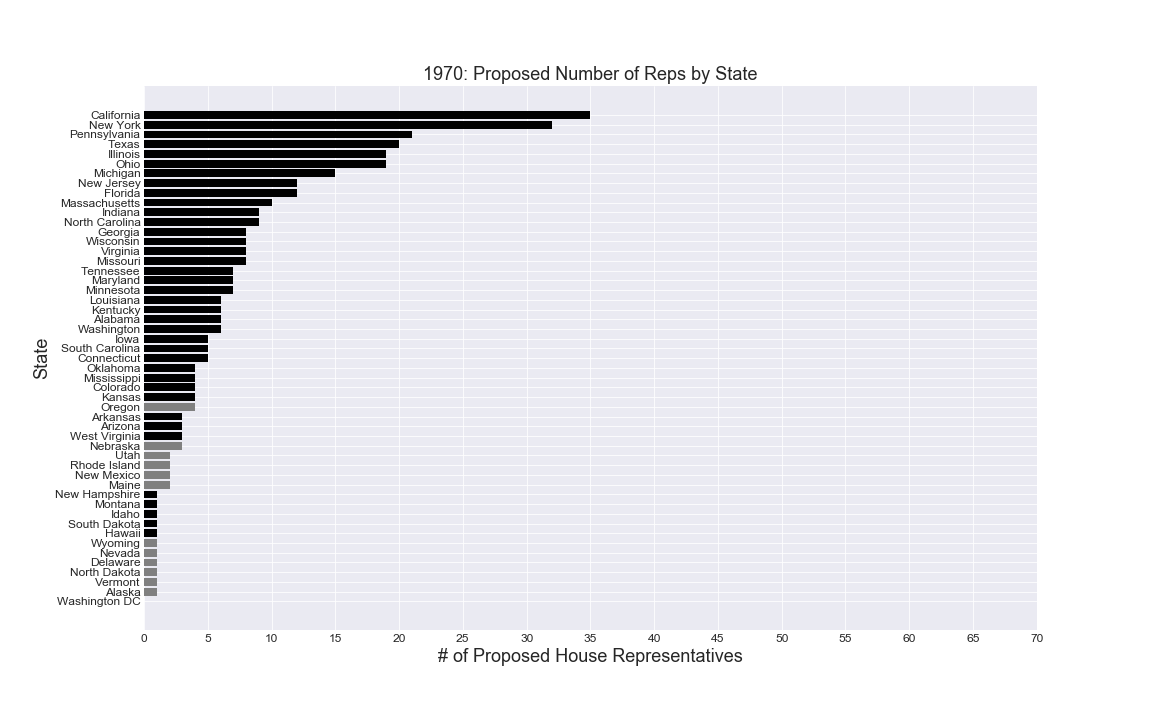 1970: Proposed Number of Reps by State
California
New York
Pennsylvania
Texas
Illinois
Ohio
Michigan
New Jersey
Florida
Massachusetts
Indiana
North Carolina
Georgia
Wisconsin
Virginia
Missouri
Tennessee
Maryland
Minnesota
Louisiana
Kentucky
Alabama
Washington
Iowa
South Carolina
Connecticut
Oklahoma
Mississippi
Colorado
Kansas
Oregon
Arkansas
Arizona
West Virginia
Nebraska
Utah
Rhode Island
New Mexico
Maine
New Hampshire
Montana
Idaho
South Dakota
Hawaii
Wyoming
Nevada
Delaware
North Dakota
Vermont
Alaska
Washington DC
State
0 5 10 15 20 25 30 35 40 45 50 55 60 65 70
# of Proposed House Representatives